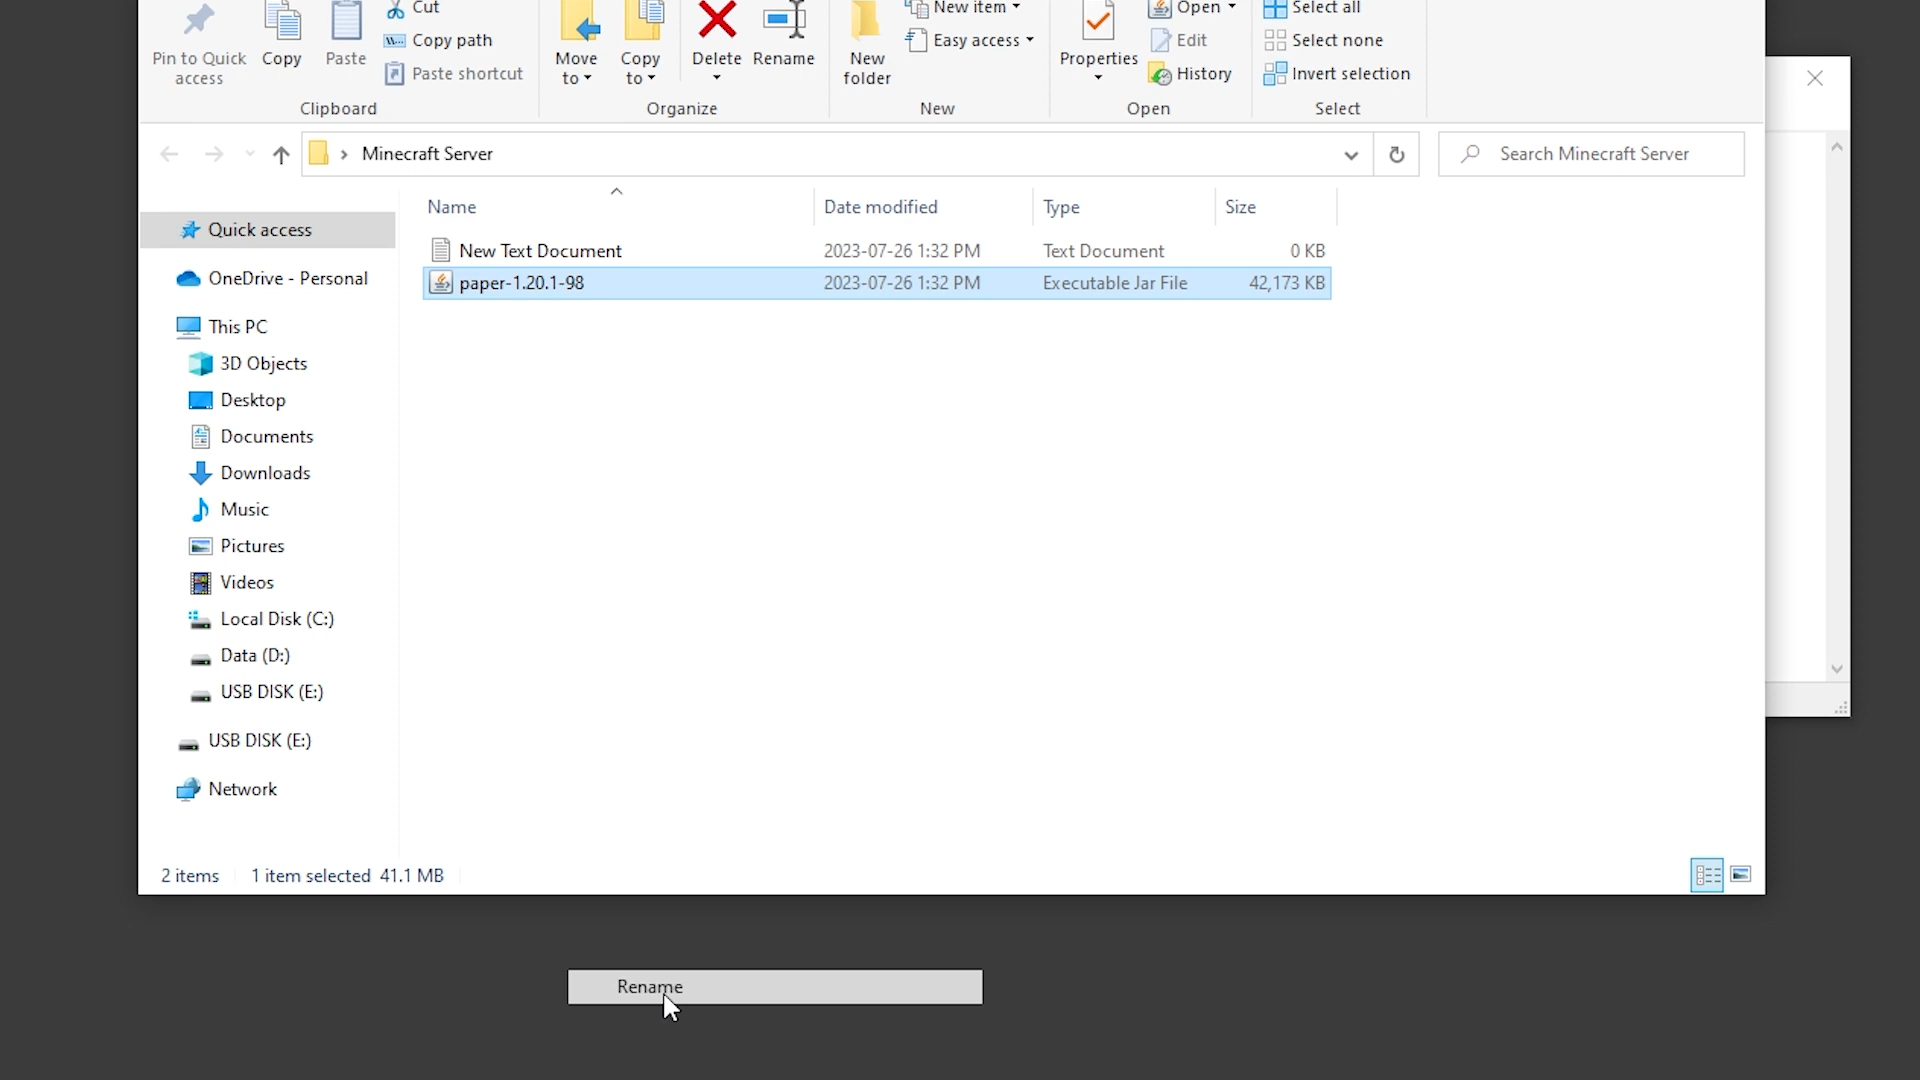 Pin to Quick access
Copy
Paste
Cut
Copy path
Paste shortcut
Clipboard
Move to
Copy to
Delete
Rename
Organize
New folder
New item
Easy access
New
Properties
Open
Edit
History
Open
Select all
Select none
Invert selection
Select
Minecraft Server
Search Minecraft Server
Name
Date modified
Type
Size
New Text Document 2023-07-26 1:32 PM Text Document 0 KB
paper-1.20.1-98 2023-07-26 1:32 PM Executable Jar File 42,173 KB
Quick access
OneDrive - Personal
This PC
3D Objects
Desktop
Documents
Downloads
Music
Pictures
Videos
Local Disk (C:)
Data (D:)
USB DISK (E:)
USB DISK (E:)
Network
2 items 1 item selected 41.1 MB
Rename